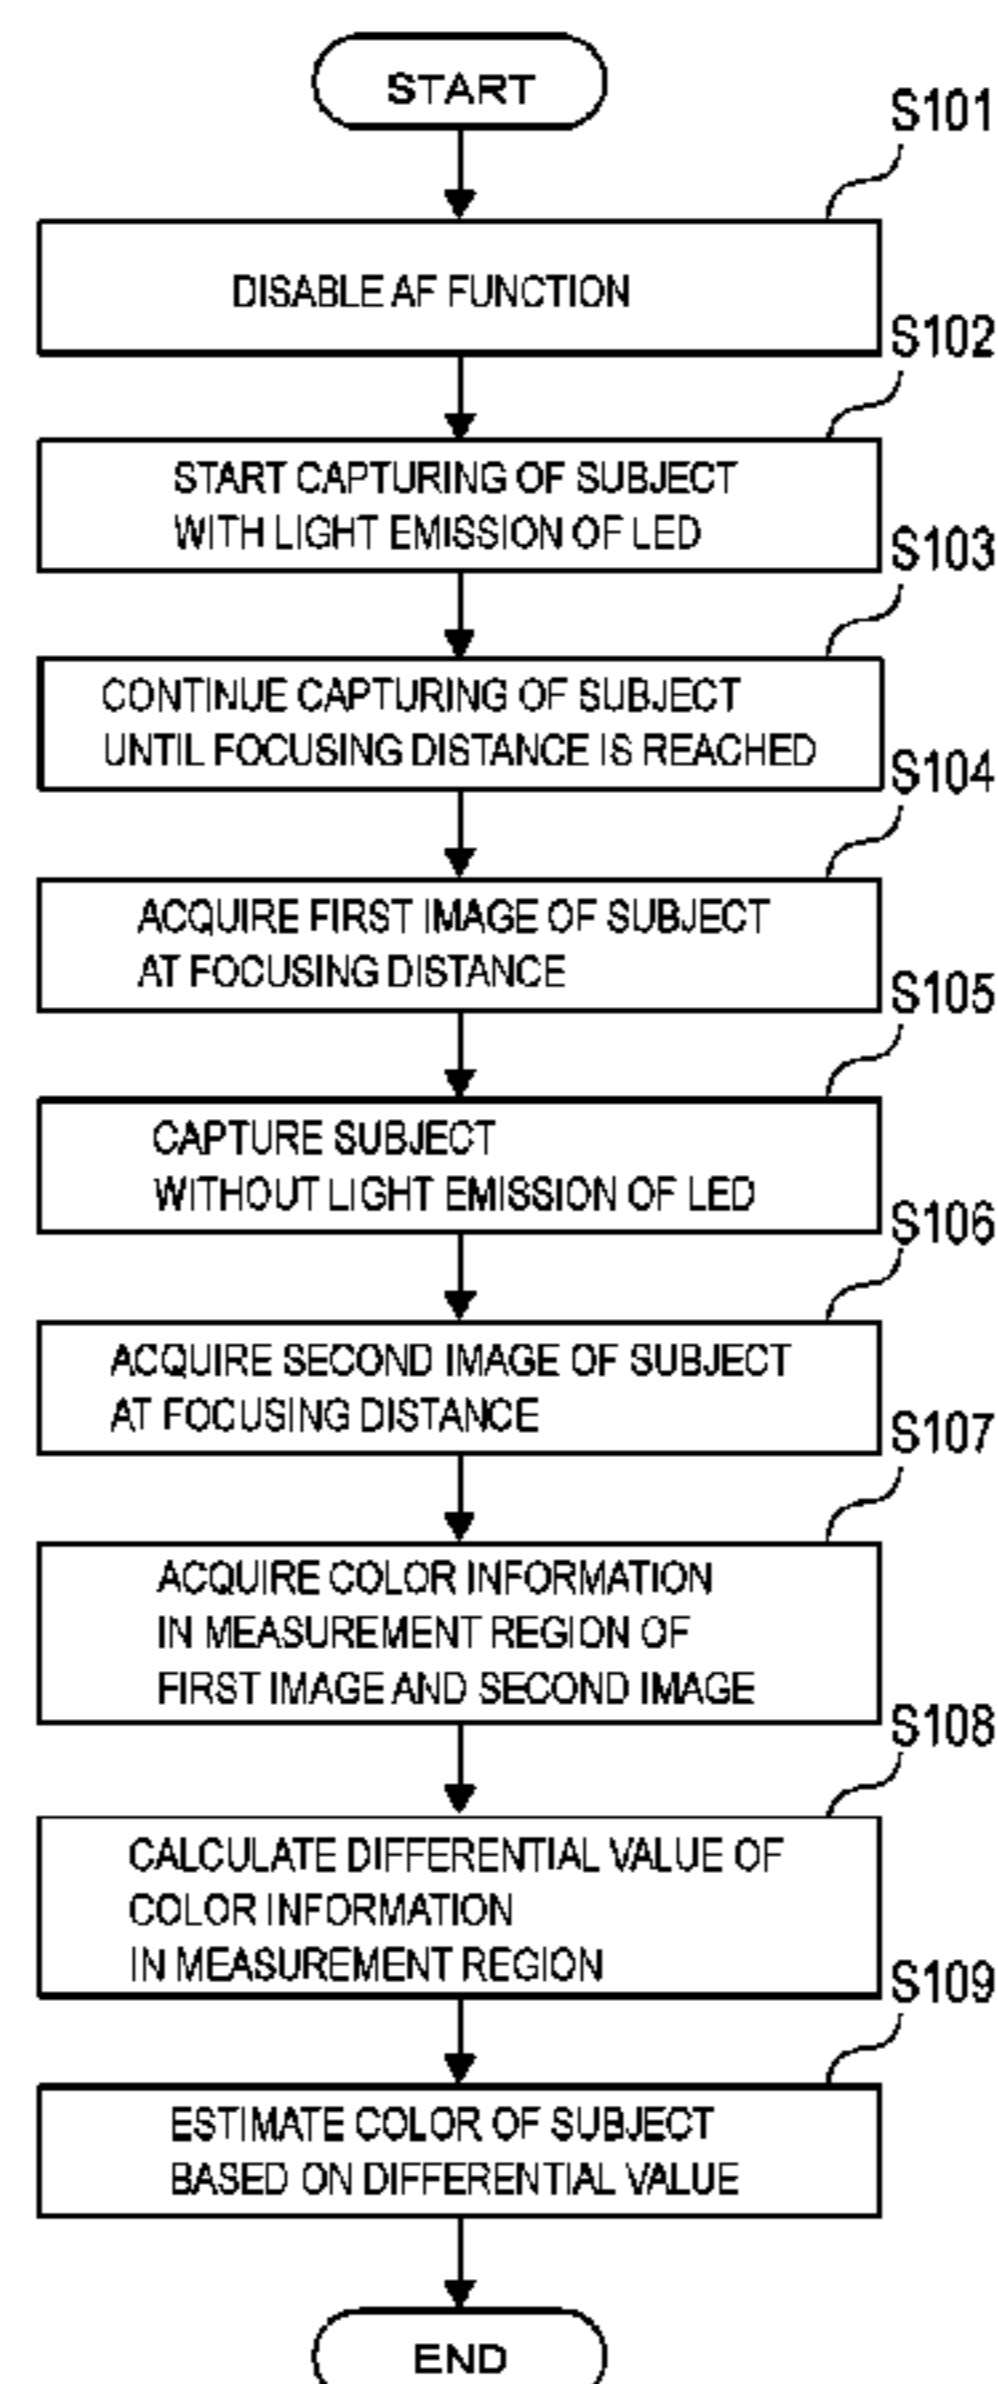 START
S101
DISABLE AF FUNCTION
S102
START CAPTURING OF SUBJECT
WITH LIGHT EMISSION OF LED
S103
CONTINUE CAPTURING OF SUBJECT
UNTIL FOCUSING DISTANCE IS REACHED
S104
ACQUIRE FIRST IMAGE OF SUBJECT
AT FOCUSING DISTANCE
S105
CAPTURE SUBJECT
WITHOUT LIGHT EMISSION OF LED
S106
ACQUIRE SECOND IMAGE OF SUBJECT
AT FOCUSING DISTANCE
S107
ACQUIRE COLOR INFORMATION
IN MEASUREMENT REGION OF
FIRST IMAGE AND SECOND IMAGE
S108
CALCULATE DIFFERENTIAL VALUE OF
COLOR INFORMATION
IN MEASUREMENT REGION
S109
ESTIMATE COLOR OF SUBJECT
BASED ON DIFFERENTIAL VALUE
END